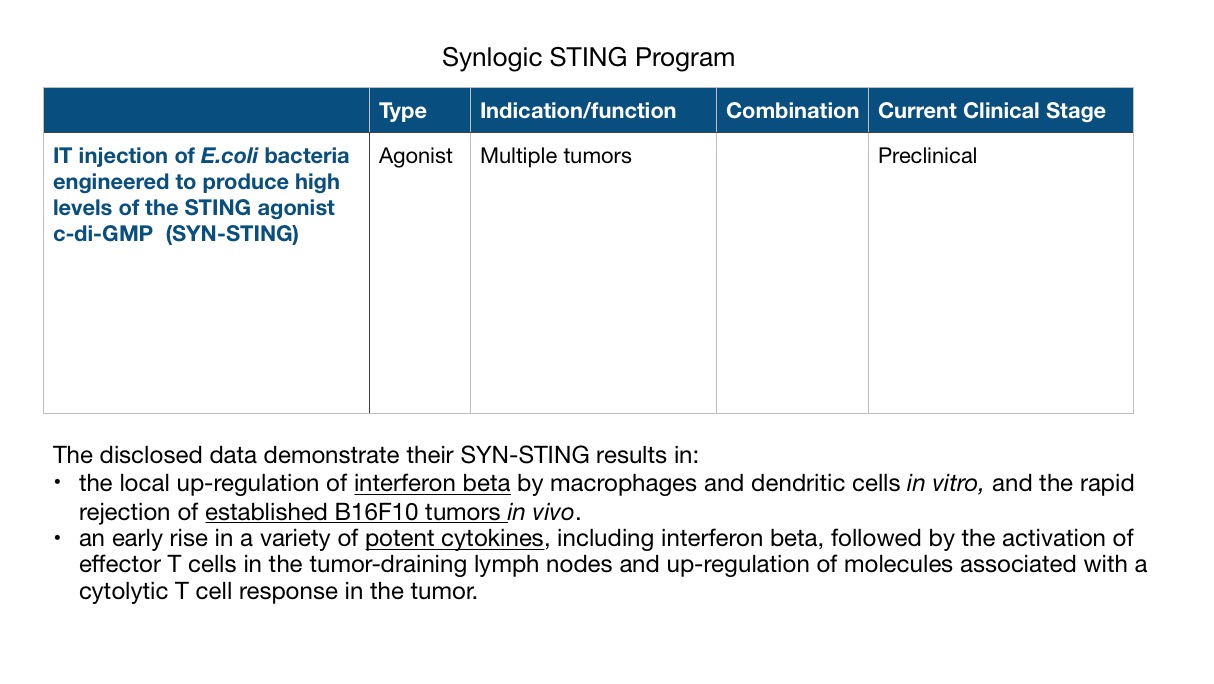 Synlogic STING Program
Type Indication/function Combination Current Clinical Stage
IT injection of E.coli bacteria Agonist Multiple tumors Preclinical
engineered to produce high
levels of the STING agonist
c-di-GMP (SYN-STING)
The disclosed data demonstrate their SYN-STING results in:
• the local up-regulation of interferon beta by macrophages and dendritic cells in vitro, and the rapid
rejection of established B16F10 tumors in vivo.
• an early rise in a variety of potent cytokines, including interferon beta, followed by the activation of
effector T cells in the tumor-draining lymph nodes and up-regulation of molecules associated with a
cytolytic T cell response in the tumor.